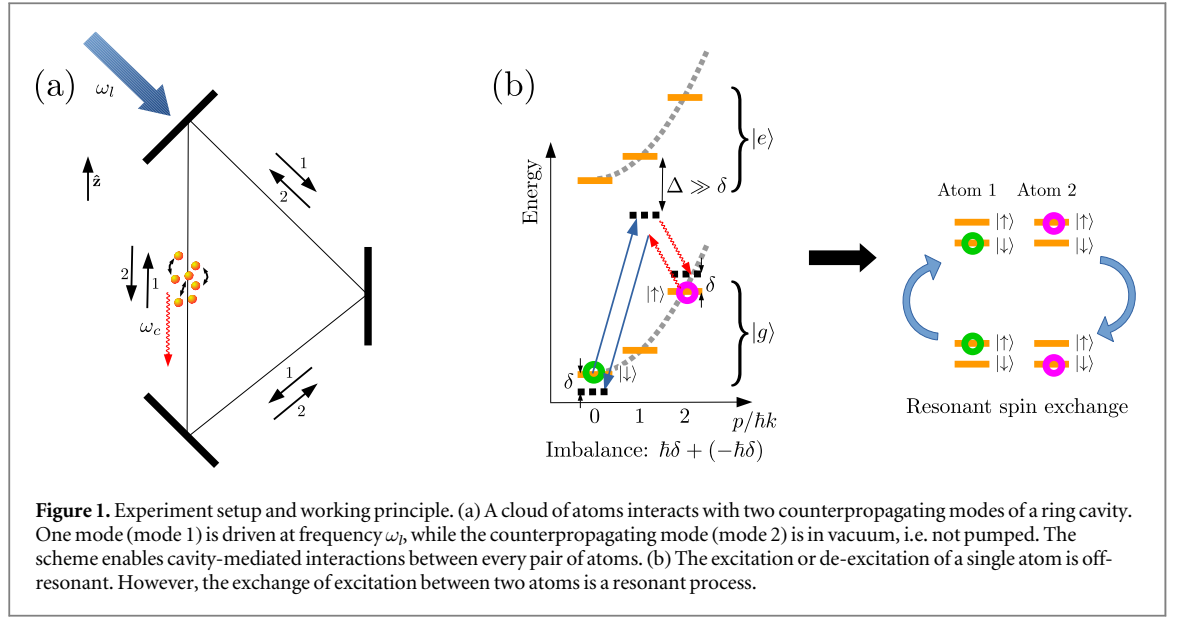 (a)
ω_l
ẑ
1
2
2
1
ω_c
1
2
(b)
Energy
|e⟩
Δ ≫ δ
|↑⟩
δ
|g⟩
δ
|↓⟩
0 1 2 p/ħk
Imbalance: ħδ + (−ħδ)
Atom 1 Atom 2
|↑⟩ |↑⟩
|↓⟩ |↓⟩
|↑⟩ |↑⟩
|↓⟩ |↓⟩
Resonant spin exchange
Figure 1. Experiment setup and working principle. (a) A cloud of atoms interacts with two counterpropagating modes of a ring cavity.
One mode (mode 1) is driven at frequency ω_l, while the counterpropagating mode (mode 2) is in vacuum, i.e. not pumped. The
scheme enables cavity-mediated interactions between every pair of atoms. (b) The excitation or de-excitation of a single atom is off-
resonant. However, the exchange of excitation between two atoms is a resonant process.